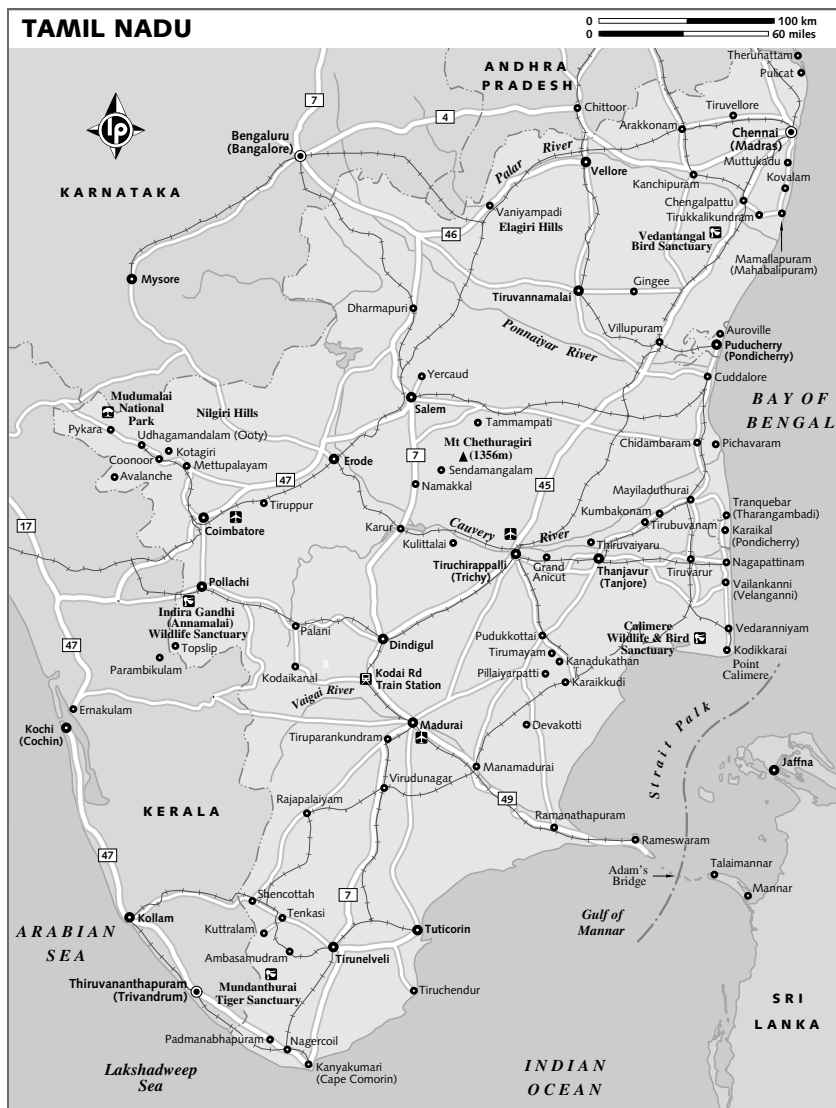 TAMIL NADU
0 100 km
0 60 miles
Therunattam
Pulicat
ANDHRA
PRADESH
7
4
Chittoor
Tiruvellore
Arakkonam
Chennai
(Madras)
lp
Bengaluru
(Bangalore)
Palar River
Vellore
Muttukadu
Kovalam
KARNATAKA
Kanchipuram
Chengalpattu
Tirukkalikundram
Vaniyampadi
Elagiri Hills
46
Vedantangal
Bird Sanctuary
Mamallapuram
(Mahabalipuram)
Mysore
Tiruvannamalai
Gingee
Dharmapuri
Ponnaiyar River
Villupuram
Auroville
Puducherry
(Pondicherry)
Yercaud
Cuddalore
Mudumalai
National
Park
Nilgiri Hills
Salem
BAY OF
BENGAL
Tammampati
Pykara
Udhagamandalam (Ooty)
Kotagiri
Coonoor
Mettupalayam
Avalanche
Mt Chethuragiri
(1356m)
Chidambaram
Pichavaram
Erode
7
Sendamangalam
47
Namakkal
45
Tiruppur
Mayiladuthurai
Tranquebar
(Tharangambadi)
17
Coimbatore
Kumbakonam
Tirubuvanam
Karaikal
(Pondicherry)
Karur
Cauvery River
Kulittalai
Thiruvaiyaru
Tiruchirappalli
(Trichy)
Grand
Anicut
Thanjavur
(Tanjore)
Tiruvarur
Nagapattinam
Vailankanni
(Velanganni)
Pollachi
Indira Gandhi
(Annamalai)
Wildlife Sanctuary
Palani
Dindigul
Pudukkottai
Calimere
Wildlife & Bird
Sanctuary
Vedaranniyam
47
Topslip
Parambikulam
Tirumayam
Kanadukathan
Kodikkarai
Point
Calimere
Kodaikanal
Kodai Rd
Train Station
Pillaiyarpatti
Karaikkudi
Vaigai River
Ernakulam
Kochi
(Cochin)
Madurai
Devakotti
Tiruparankundram
Strait Palk
Jaffna
Virudunagar
Manamadurai
KERALA
Rajapalaiyam
49
Ramanathapuram
Rameswaram
47
Adam's
Bridge
Talaimannar
Mannar
Shencottah
7
Tenkasi
Kollam
Kuttralam
Tuticorin
Gulf of
Mannar
ARABIAN
SEA
Ambasamudram
Tirunelveli
Thiruvananthapuram
(Trivandrum)
Mundanthurai
Tiger Sanctuary
Tiruchendur
SRI
LANKA
Padmanabhapuram
Nagercoil
Lakshadweep
Sea
Kanyakumari
(Cape Comorin)
INDIAN
OCEAN